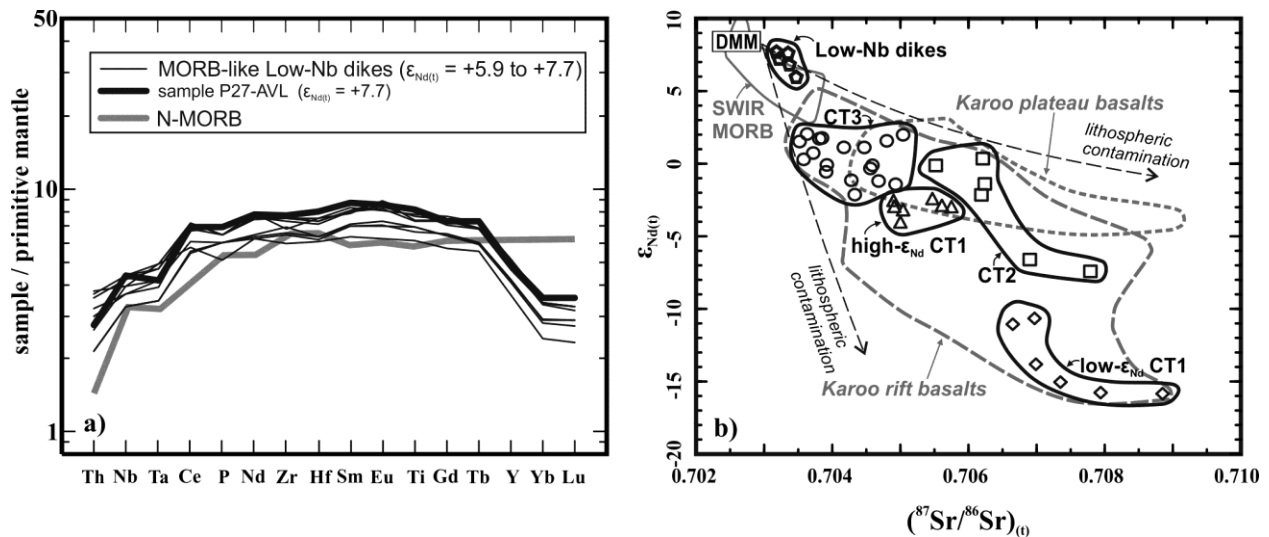 50
10
1
sample / primitive mantle
MORB-like Low-Nb dikes (εNd(t) = +5.9 to +7.7)
sample P27-AVL (εNd(t) = +7.7)
N-MORB
a)
Th Nb Ta Ce P Nd Zr Hf Sm Eu Ti Gd Tb Y Yb Lu
10
5
0
-5
-10
-15
-20
εNd(t)
DMM
Low-Nb dikes
SWIR
MORB
CT3
Karoo plateau basalts
lithospheric
contamination
high-εNd CT1
CT2
lithospheric
contamination
low-εNd CT1
Karoo rift basalts
b)
0.702 0.704 0.706 0.708 0.710
(87Sr/86Sr)(t)